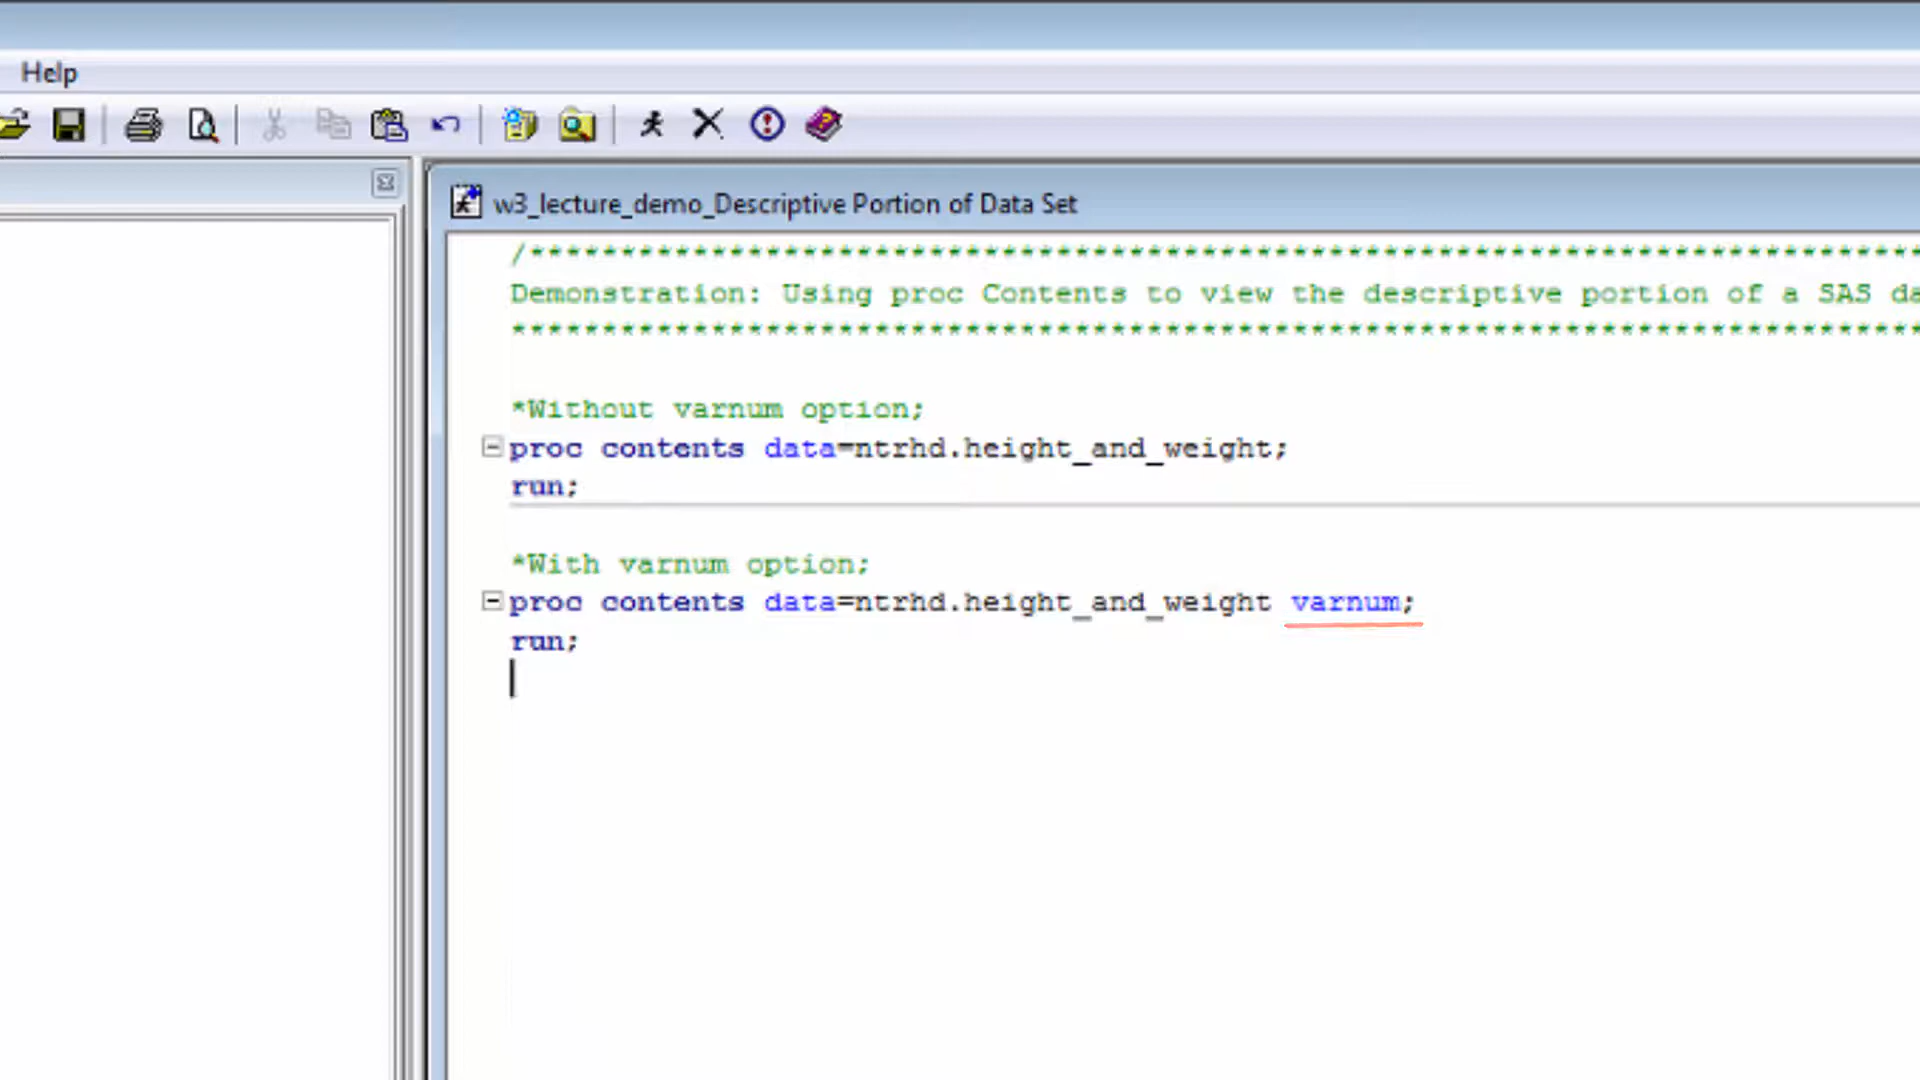 Help
w3_lecture_demo_Descriptive Portion of Data Set
/****************************************************************************
Demonstration: Using proc Contents to view the descriptive portion of a SAS da
*****************************************************************************
*Without varnum option;
proc contents data=ntrhd.height_and_weight;
run;
*With varnum option;
proc contents data=ntrhd.height_and_weight varnum;
run;